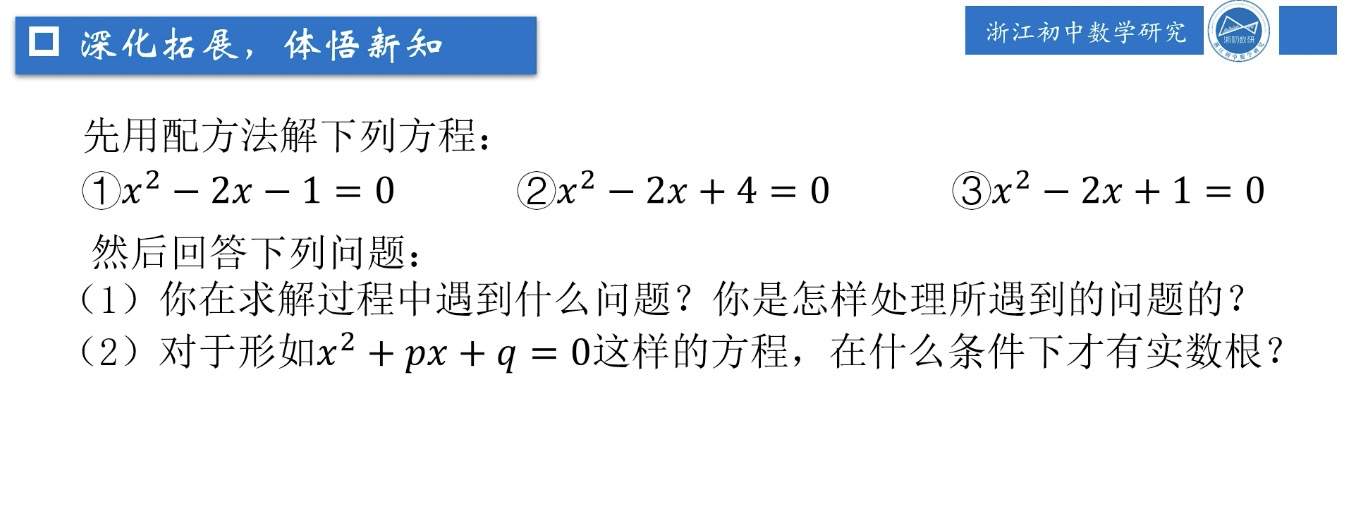 深化拓展，体悟新知
浙江初中数学研究
浙初数研
先用配方法解下列方程：
①x² − 2x − 1 = 0 ②x² − 2x + 4 = 0 ③x² − 2x + 1 = 0
然后回答下列问题：
（1）你在求解过程中遇到什么问题？你是怎样处理所遇到的问题的？
（2）对于形如x² + px + q = 0这样的方程，在什么条件下才有实数根？